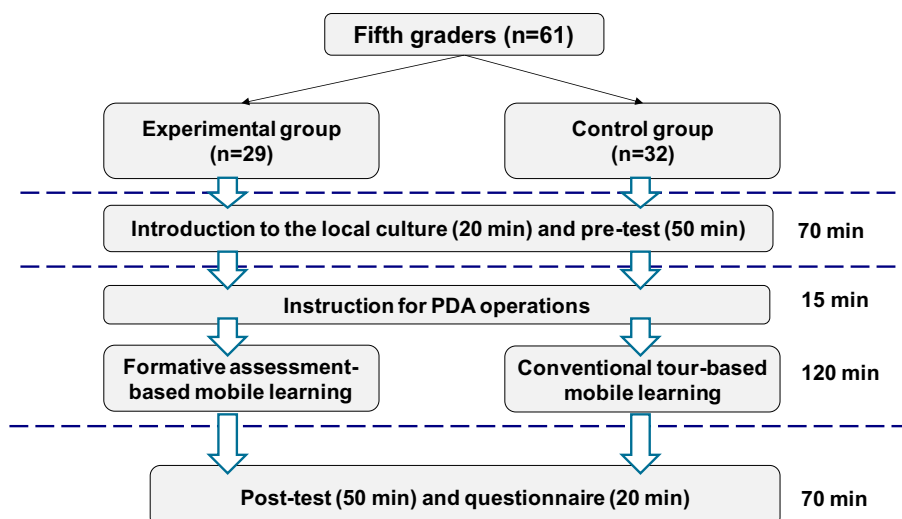 Fifth graders (n=61)
Experimental group
(n=29)
Control group
(n=32)
Introduction to the local culture (20 min) and pre-test (50 min)
70 min
Instruction for PDA operations
15 min
Formative assessment-
based mobile learning
Conventional tour-based
mobile learning
120 min
Post-test (50 min) and questionnaire (20 min)
70 min